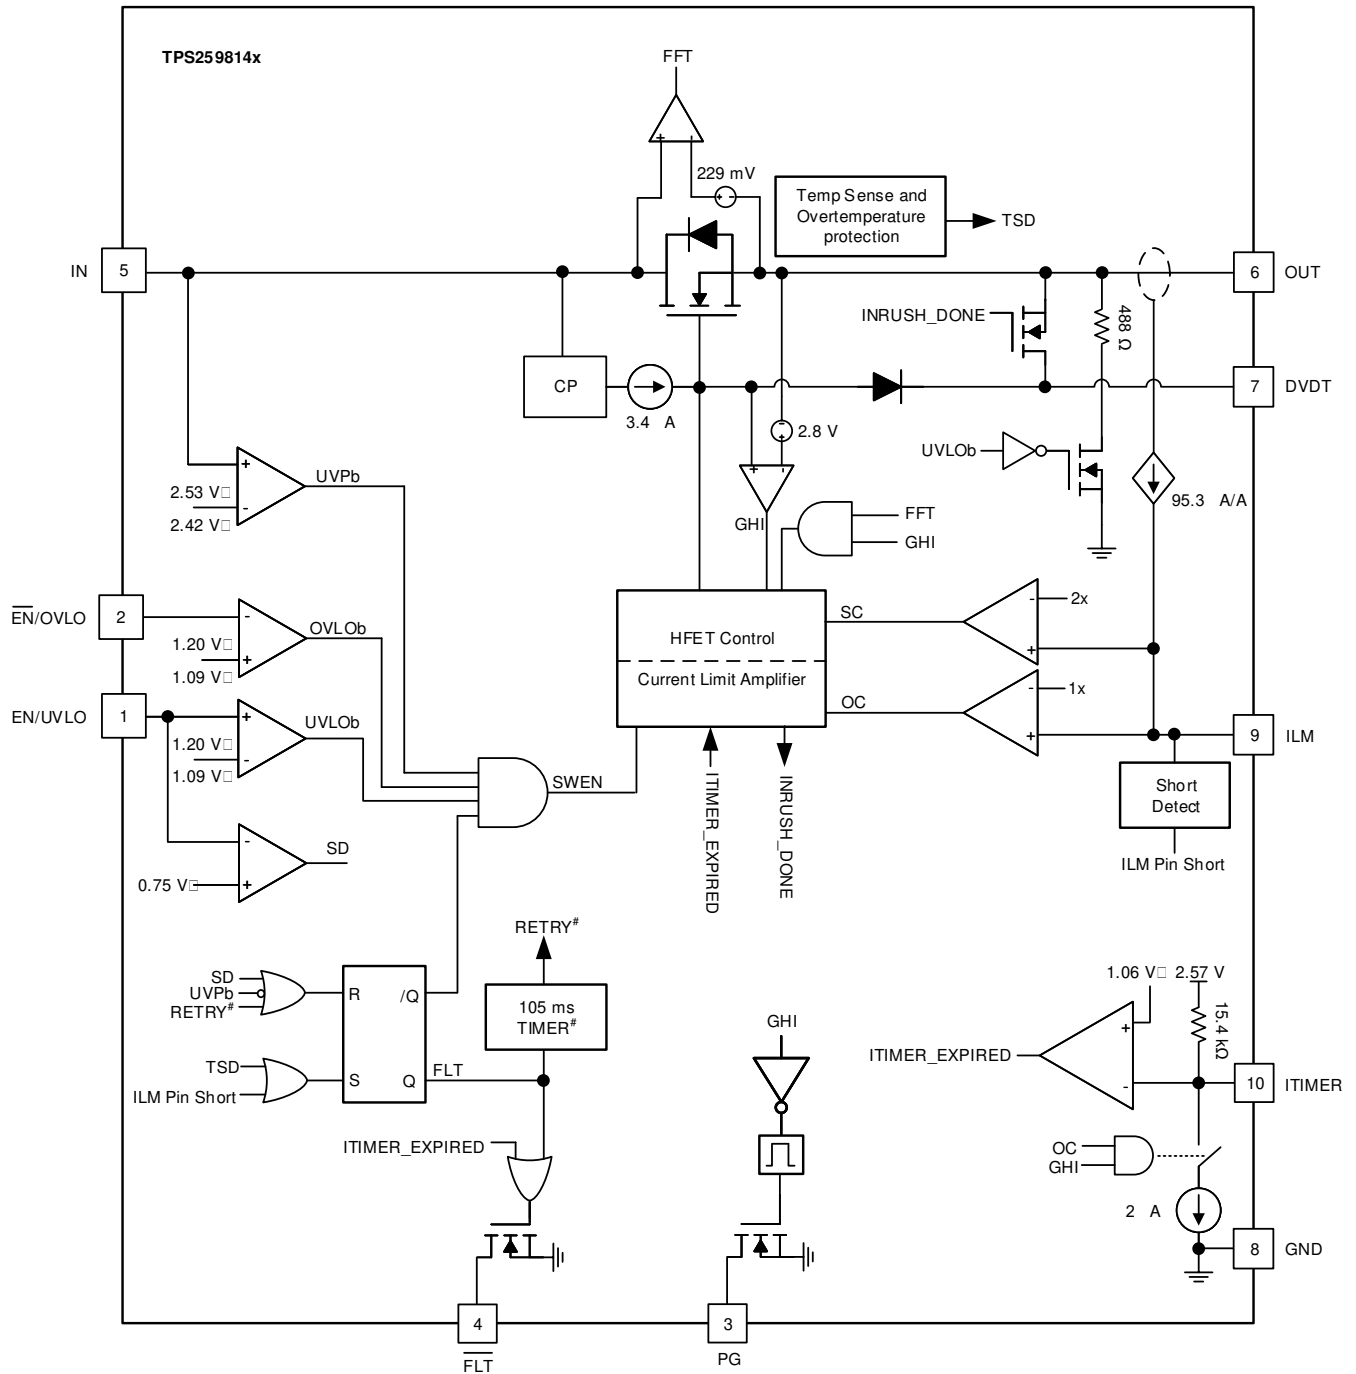 TPS259814x
FFT
229 mV
Temp Sense and
Overtemperature
protection
TSD
IN
5
6
OUT
INRUSH_DONE
488 Ω
CP
3.4 A
7
DVDT
2.8 V
UVLOb
95.3 A/A
UVPb
2.53 V
2.42 V
GHI
FFT
GHI
EN/OVLO
2
OVLOb
1.20 V
1.09 V
HFET Control
Current Limit Amplifier
SC
2x
OC
1x
EN/UVLO
1
UVLOb
1.20 V
1.09 V
9
ILM
SWEN
ITIMER_EXPIRED
INRUSH_DONE
Short
Detect
ILM Pin Short
SD
0.75 V
RETRY#
SD
UVPb
RETRY#
R
/Q
105 ms
TIMER#
TSD
ILM Pin Short
S
Q
FLT
GHI
1.06 V
2.57 V
15.4 kΩ
ITIMER_EXPIRED
10
ITIMER
ITIMER_EXPIRED
OC
GHI
2 A
8
GND
4
FLT
3
PG